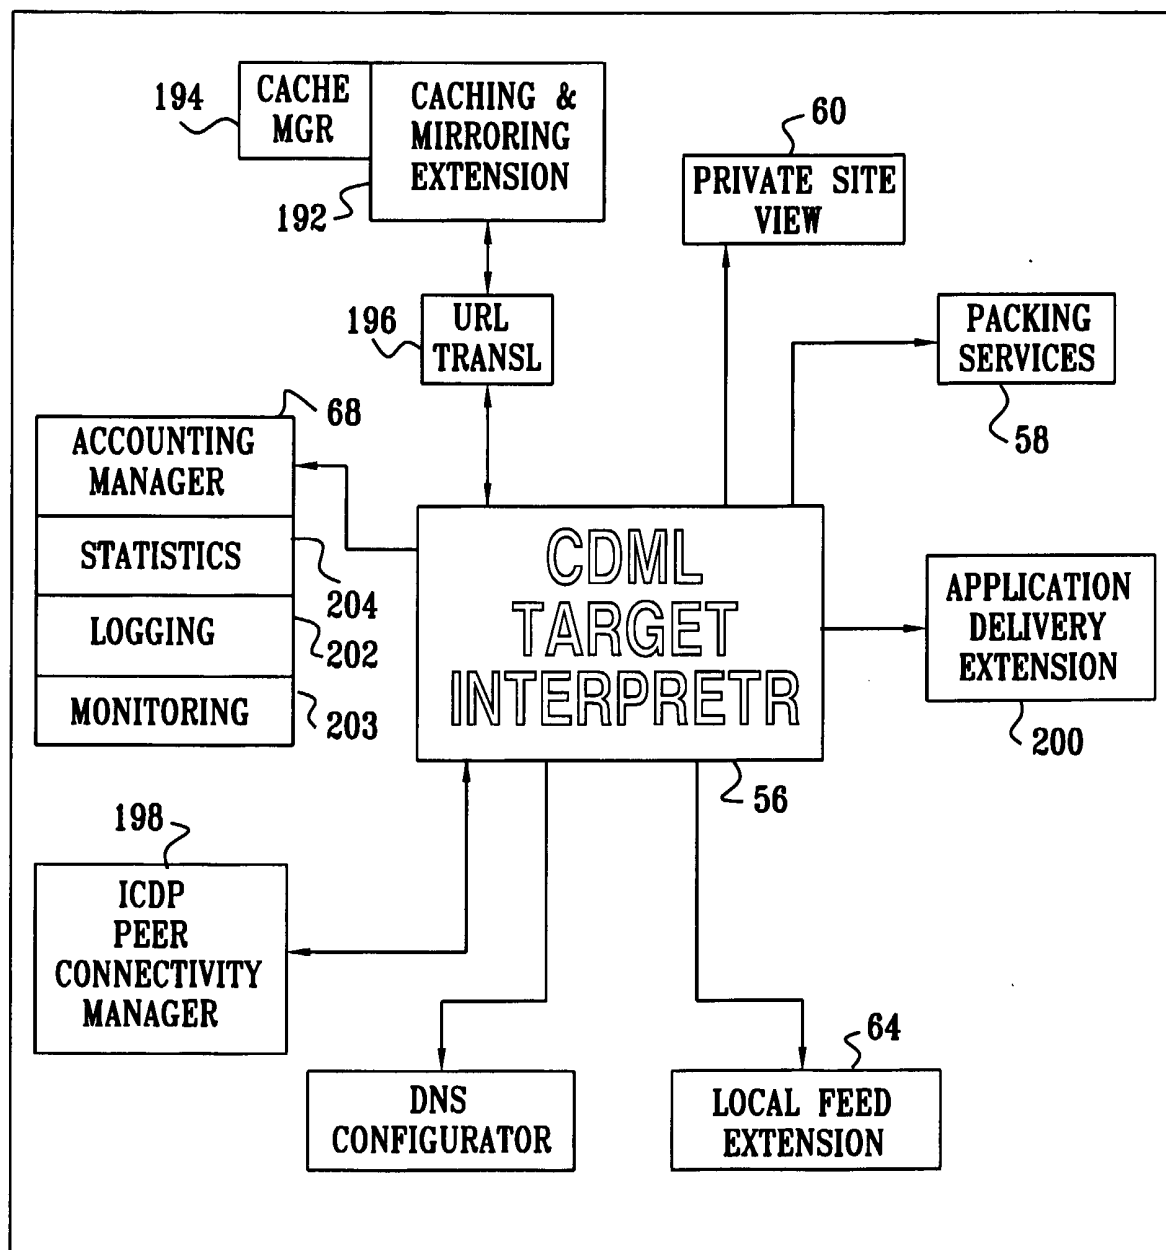 194
CACHE
MGR
CACHING &
MIRRORING
EXTENSION
192
60
PRIVATE SITE
VIEW
196
URL
TRANSL
PACKING
SERVICES
58
68
ACCOUNTING
MANAGER
STATISTICS
204
LOGGING
202
MONITORING
203
CDML
TARGET
INTERPRETR
56
APPLICATION
DELIVERY
EXTENSION
200
198
ICDP
PEER
CONNECTIVITY
MANAGER
DNS
CONFIGURATOR
64
LOCAL FEED
EXTENSION